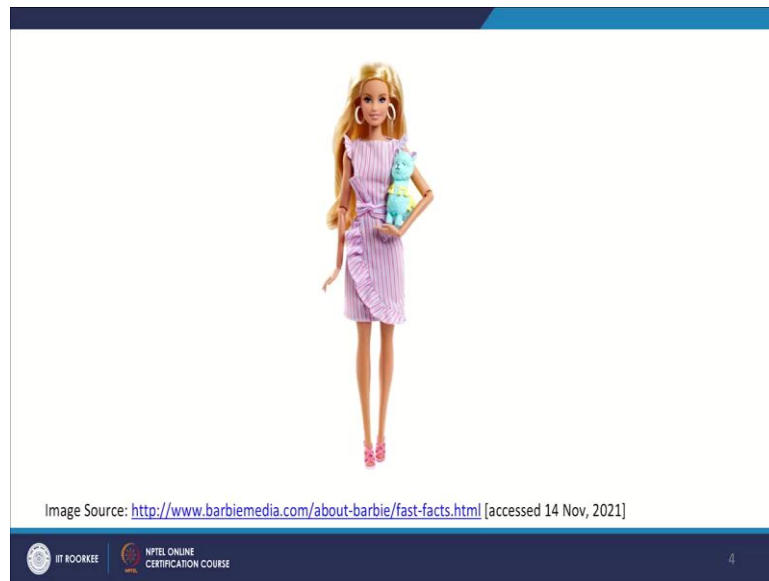 Image Source: http://www.barbiemedia.com/about-barbie/fast-facts.html [accessed 14 Nov, 2021]
IIT ROORKEE
NPTEL ONLINE
CERTIFICATION COURSE
4